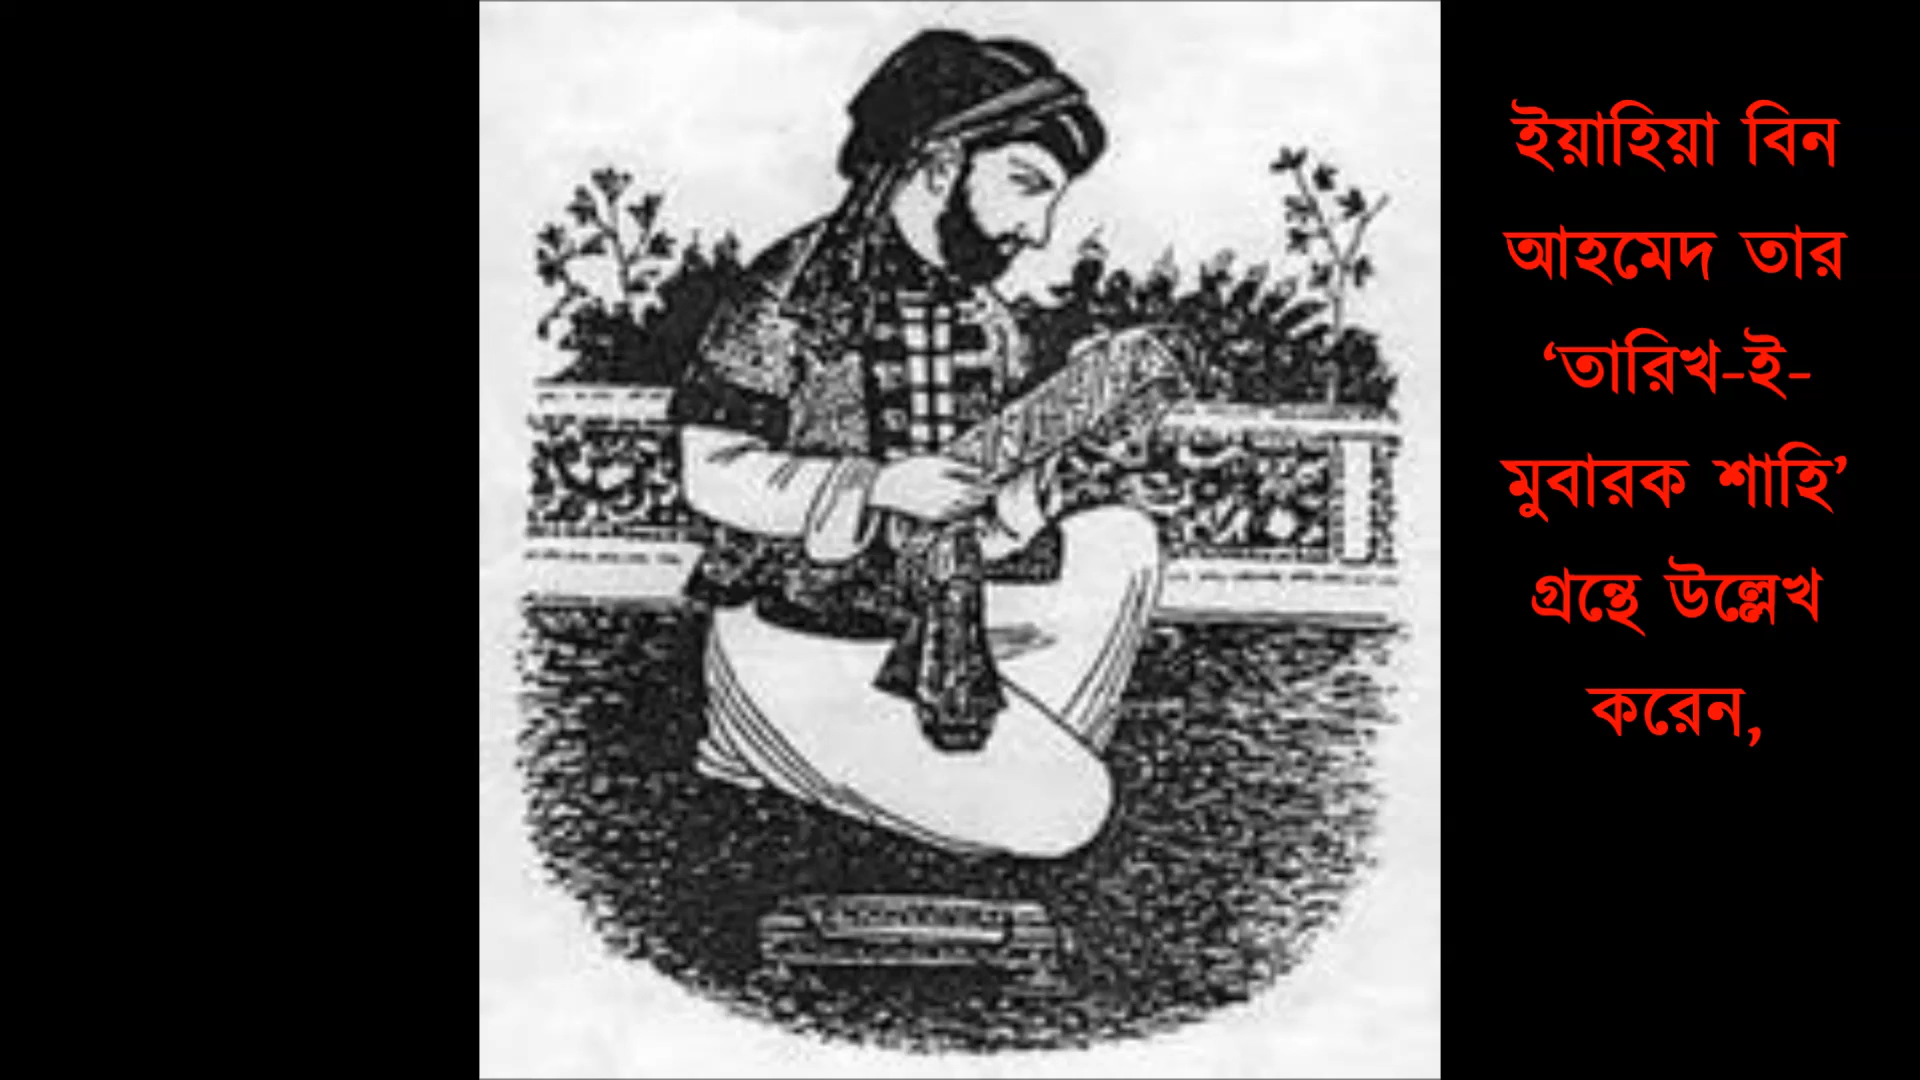 ইয়াহিয়া বিন
আহমেদ তার
‘তারিখ-ই-
মুবারক শাহি’
গ্রন্থে উল্লেখ
করেন,